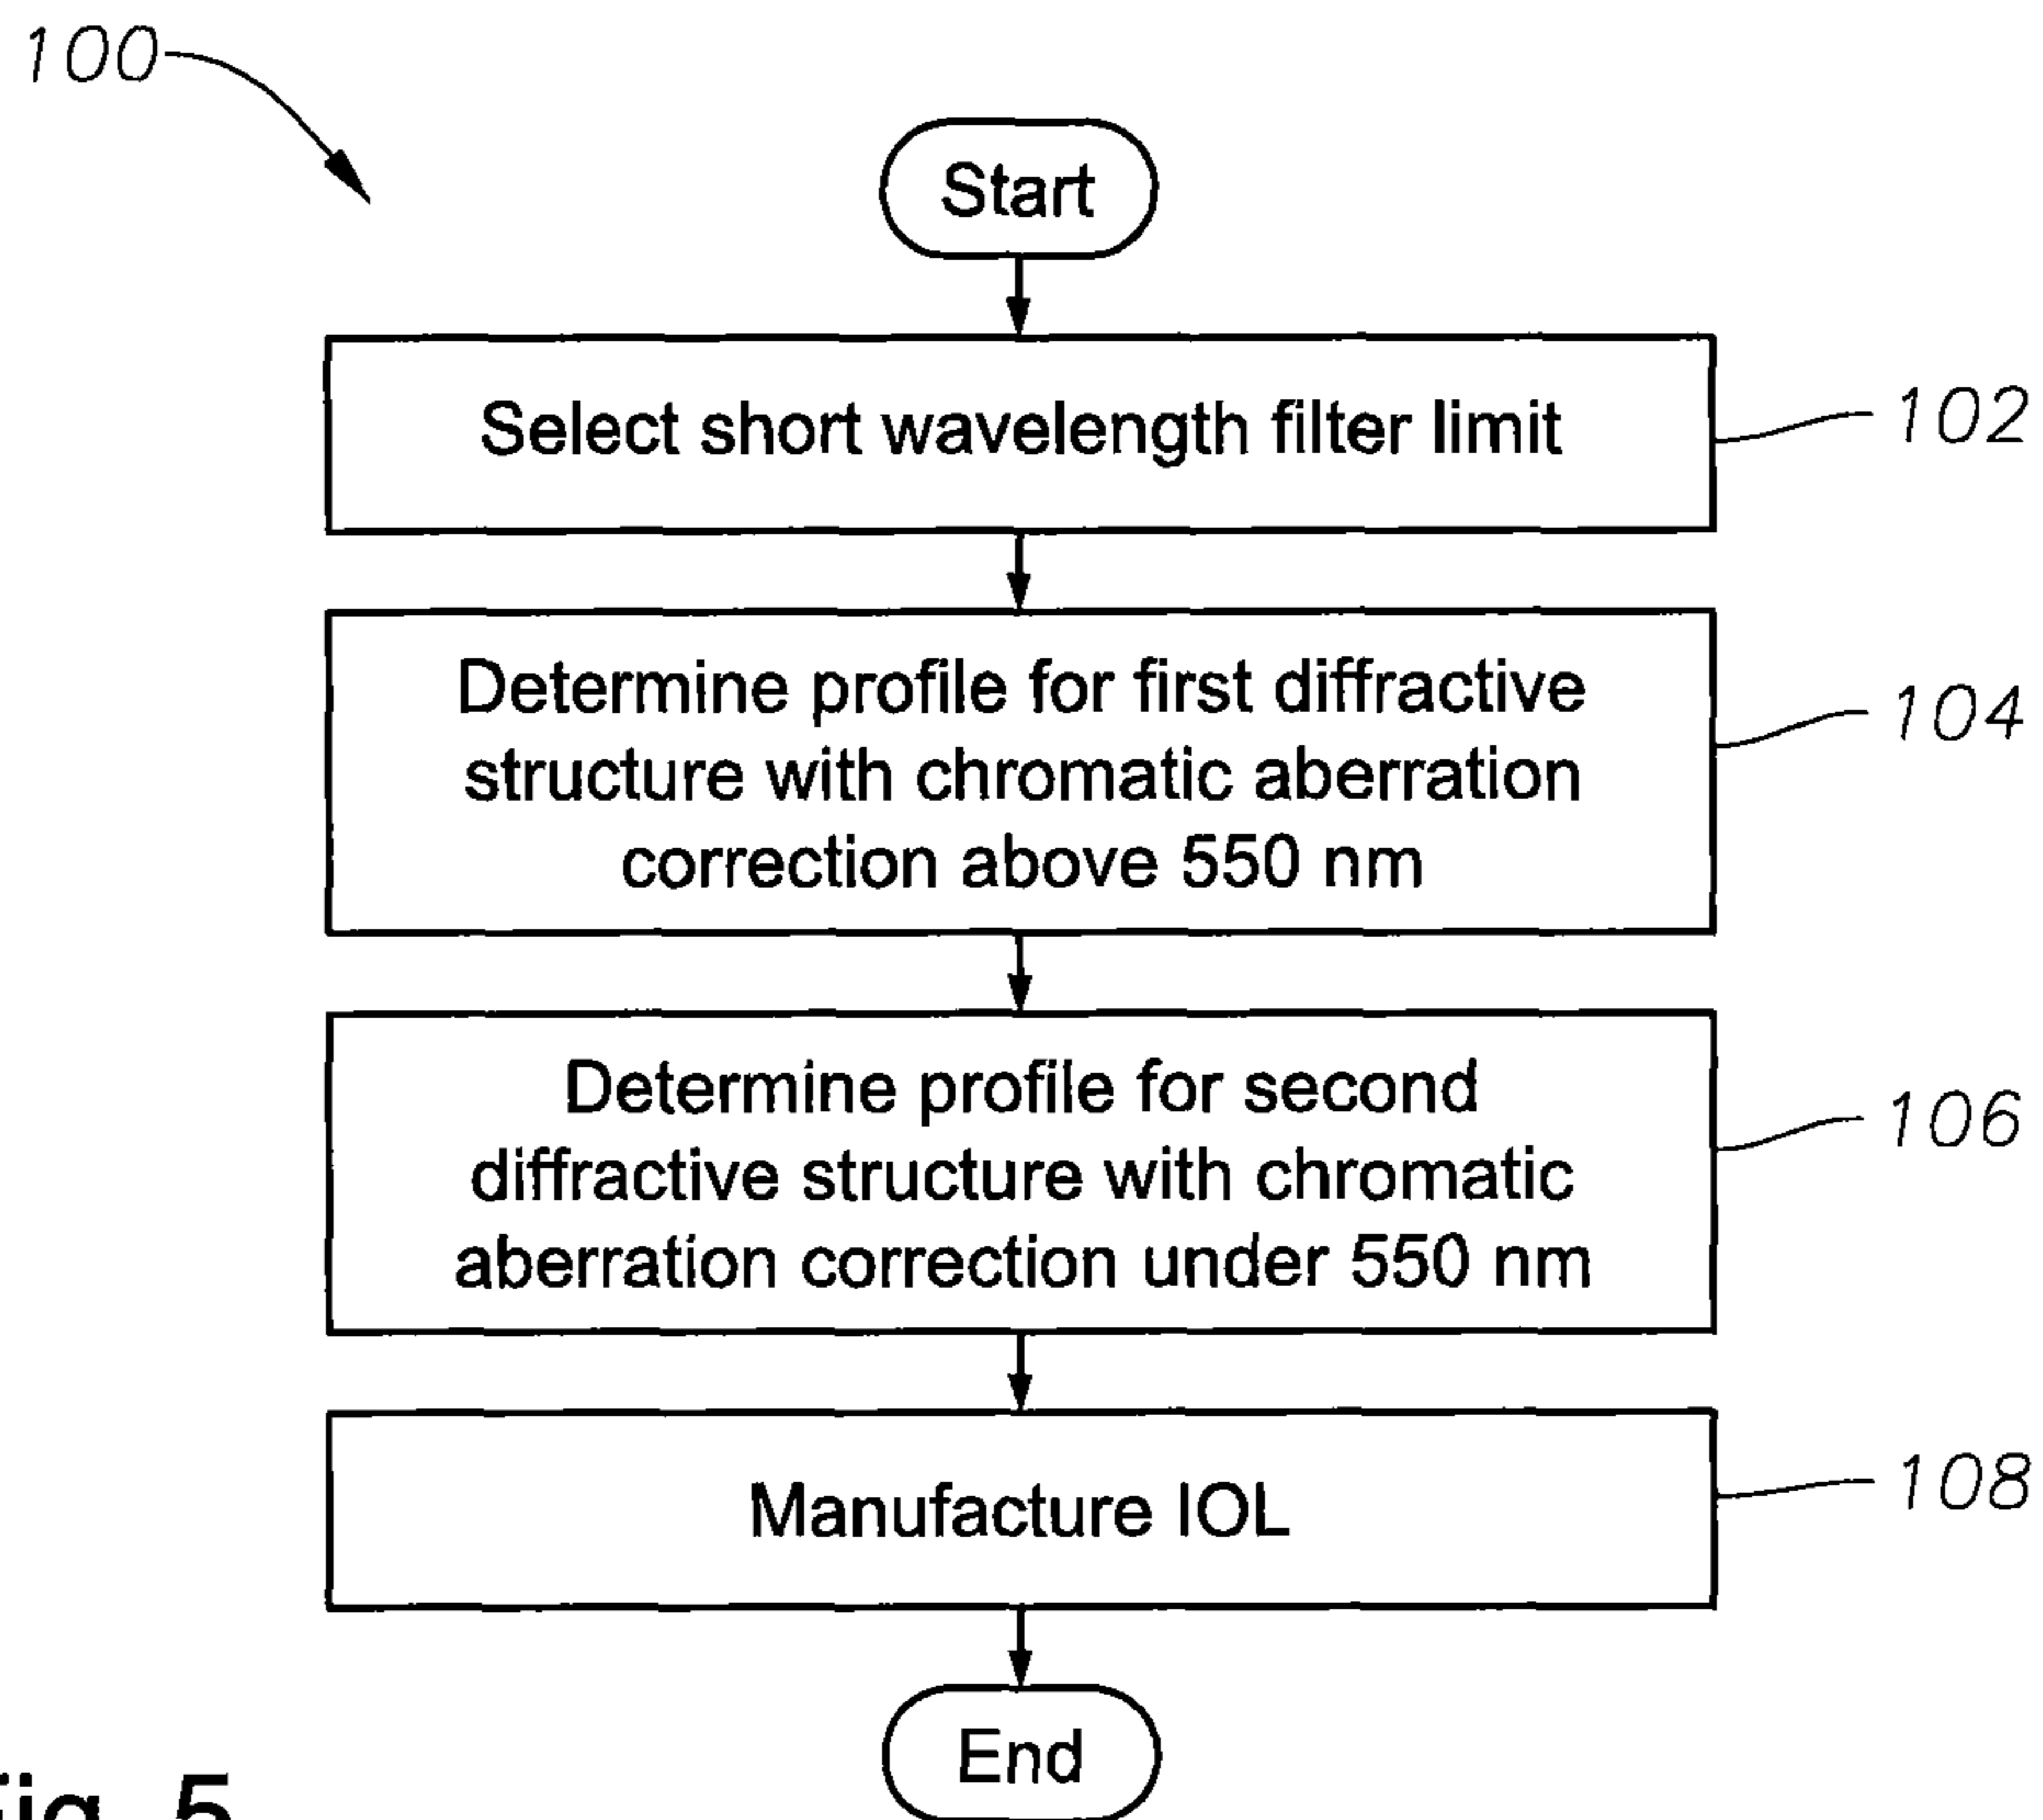 100
Start
Select short wavelength filter limit
102
Determine profile for first diffractive
structure with chromatic aberration
correction above 550 nm
104
Determine profile for second
diffractive structure with chromatic
aberration correction under 550 nm
106
Manufacture IOL
108
End
5